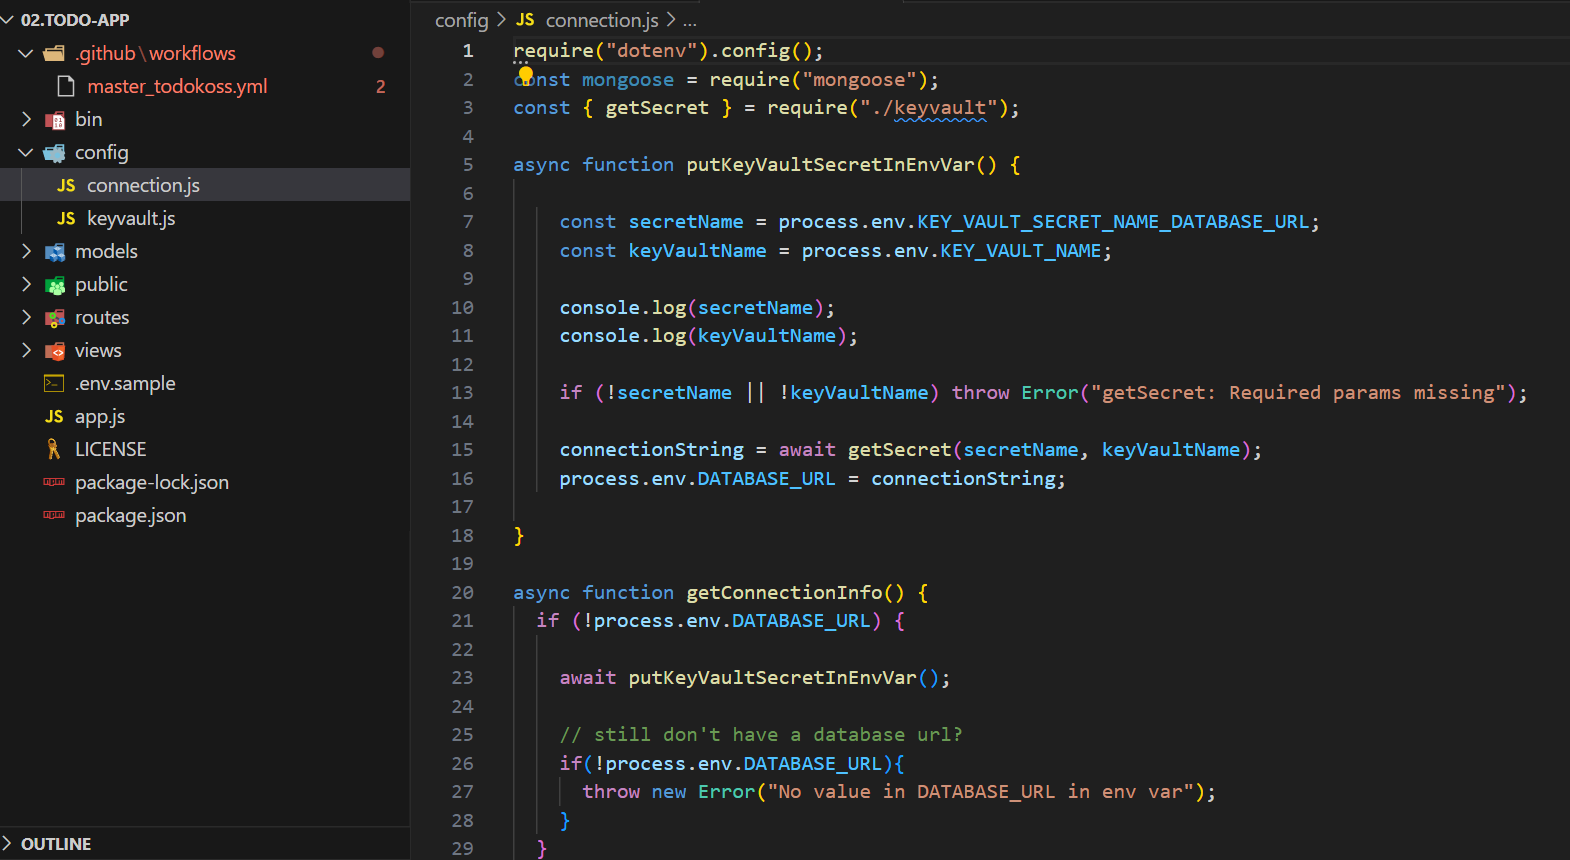 02.TODO-APP
.github\workflows
master_todokoss.yml 2
bin
config
JS connection.js
JS keyvault.js
models
public
routes
views
.env.sample
JS app.js
LICENSE
package-lock.json
package.json
OUTLINE
config > JS connection.js > ...
1 require("dotenv").config();
2 const mongoose = require("mongoose");
3 const { getSecret } = require("./keyvault");
4
5 async function putKeyVaultSecretInEnvVar() {
6
7 const secretName = process.env.KEY_VAULT_SECRET_NAME_DATABASE_URL;
8 const keyVaultName = process.env.KEY_VAULT_NAME;
9
10 console.log(secretName);
11 console.log(keyVaultName);
12
13 if (!secretName || !keyVaultName) throw Error("getSecret: Required params missing");
14
15 connectionString = await getSecret(secretName, keyVaultName);
16 process.env.DATABASE_URL = connectionString;
17
18 }
19
20 async function getConnectionInfo() {
21 if (!process.env.DATABASE_URL) {
22
23 await putKeyVaultSecretInEnvVar();
24
25 // still don't have a database url?
26 if(!process.env.DATABASE_URL){
27 throw new Error("No value in DATABASE_URL in env var");
28 }
29 }